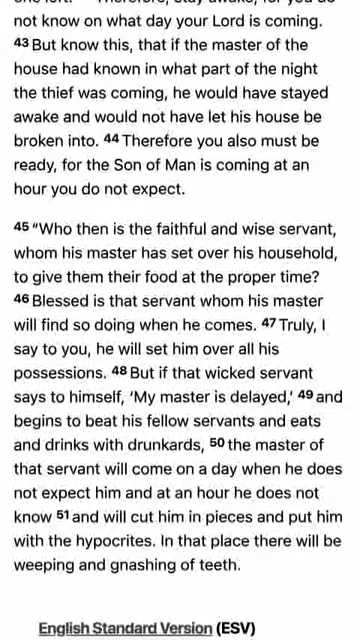 not know on what day your Lord is coming.
43 But know this, that if the master of the
house had known in what part of the night
the thief was coming, he would have stayed
awake and would not have let his house be
broken into. 44 Therefore you also must be
ready, for the Son of Man is coming at an
hour you do not expect.
45 “Who then is the faithful and wise servant,
whom his master has set over his household,
to give them their food at the proper time?
46 Blessed is that servant whom his master
will find so doing when he comes. 47 Truly, I
say to you, he will set him over all his
possessions. 48 But if that wicked servant
says to himself, ‘My master is delayed,’ 49 and
begins to beat his fellow servants and eats
and drinks with drunkards, 50 the master of
that servant will come on a day when he does
not expect him and at an hour he does not
know 51 and will cut him in pieces and put him
with the hypocrites. In that place there will be
weeping and gnashing of teeth.
English Standard Version (ESV)